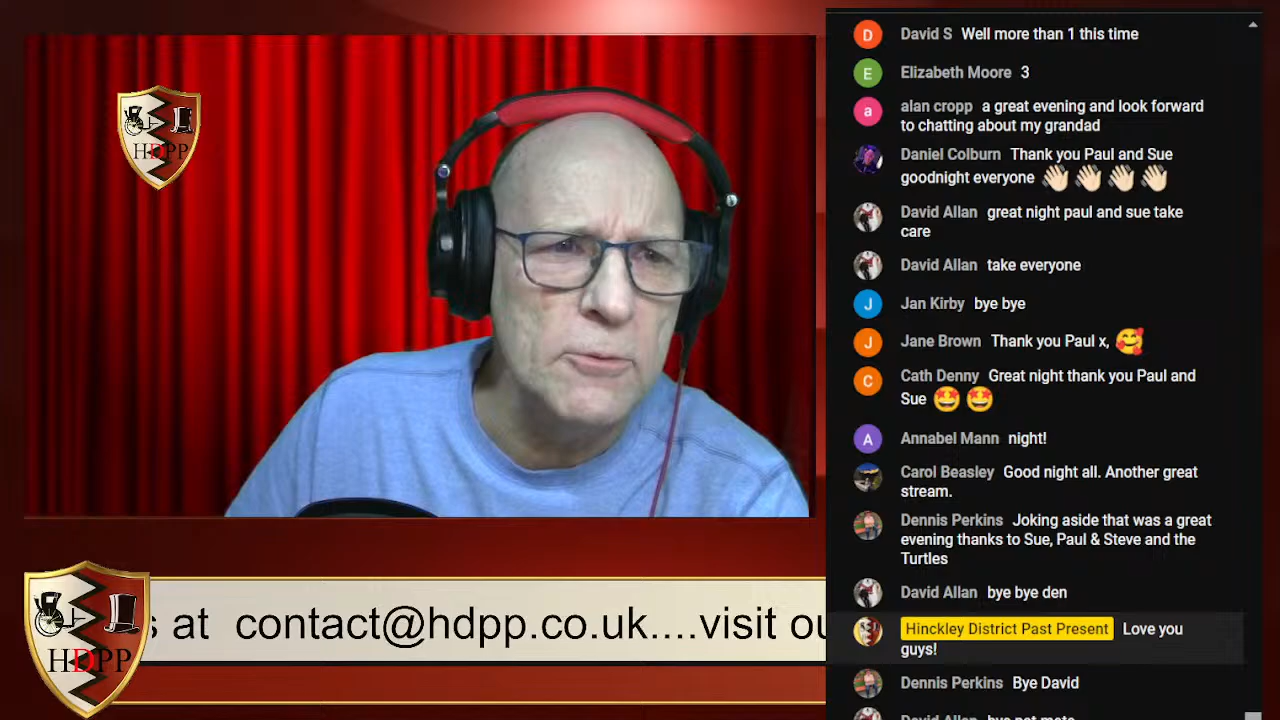 HDPP
David S Well more than 1 this time
Elizabeth Moore 3
alan cropp a great evening and look forward
to chatting about my grandad
Daniel Colburn Thank you Paul and Sue
goodnight everyone
David Allan great night paul and sue take
care
David Allan take everyone
Jan Kirby bye bye
Jane Brown Thank you Paul x,
Cath Denny Great night thank you Paul and
Sue
Annabel Mann night!
Carol Beasley Good night all. Another great
stream.
Dennis Perkins Joking aside that was a great
evening thanks to Sue, Paul & Steve and the
Turtles
David Allan bye bye den
Hinckley District Past Present Love you
guys!
Dennis Perkins Bye David
HDPP
s at contact@hdpp.co.uk....visit ou
D
E
a
J
J
C
A